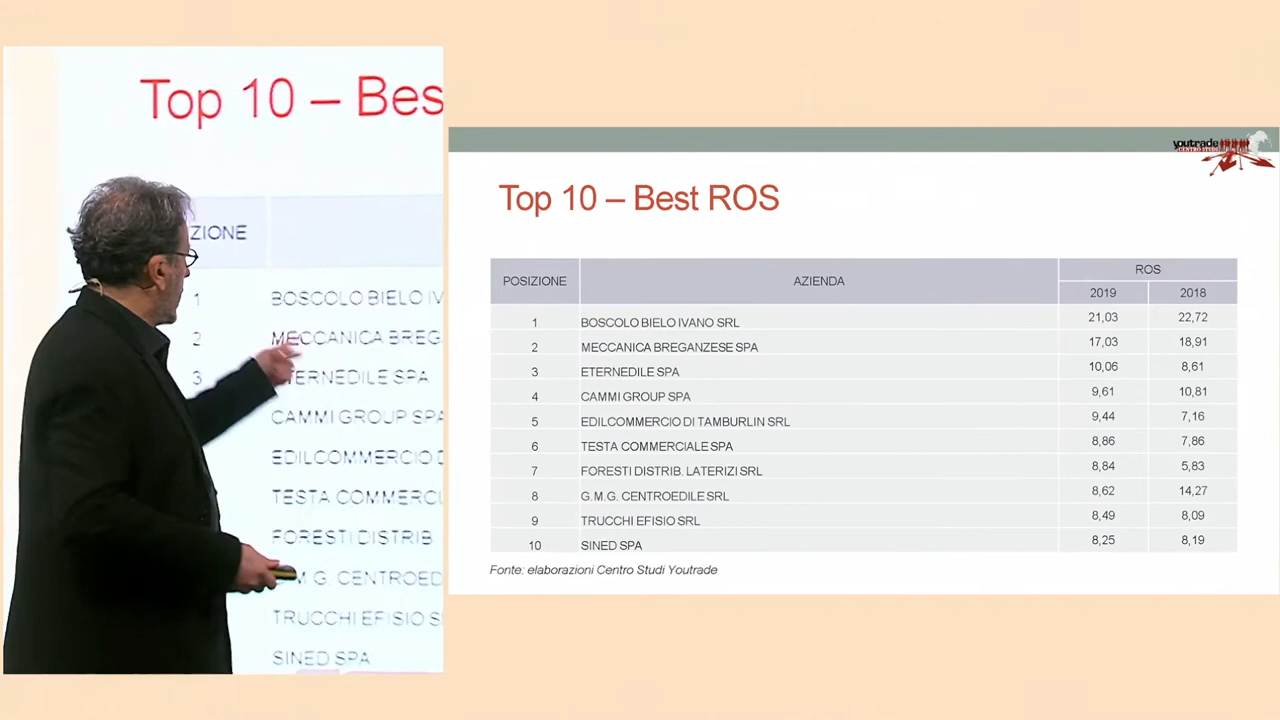 Top 10 – Bes
ZIONE
1 BOSCOLO BIELO IV
2 MECCANICA BREG
3 ETERNEDILE SPA
CAMMI GROUP SPA
EDILCOMMERCIO D
TESTA COMMERCI
FORESTI DISTRIB
M.G. CENTROED
TRUCCHI EFISIO S
SINED SPA
youtrade
CENTRO STUDI
Top 10 – Best ROS
POSIZIONE AZIENDA ROS
2019 2018
1 BOSCOLO BIELO IVANO SRL 21,03 22,72
2 MECCANICA BREGANZESE SPA 17,03 18,91
3 ETERNEDILE SPA 10,06 8,61
4 CAMMI GROUP SPA 9,61 10,81
5 EDILCOMMERCIO DI TAMBURLIN SRL 9,44 7,16
6 TESTA COMMERCIALE SPA 8,86 7,86
7 FORESTI DISTRIB. LATERIZI SRL 8,84 5,83
8 G.M.G. CENTROEDILE SRL 8,62 14,27
9 TRUCCHI EFISIO SRL 8,49 8,09
10 SINED SPA 8,25 8,19
Fonte: elaborazioni Centro Studi Youtrade